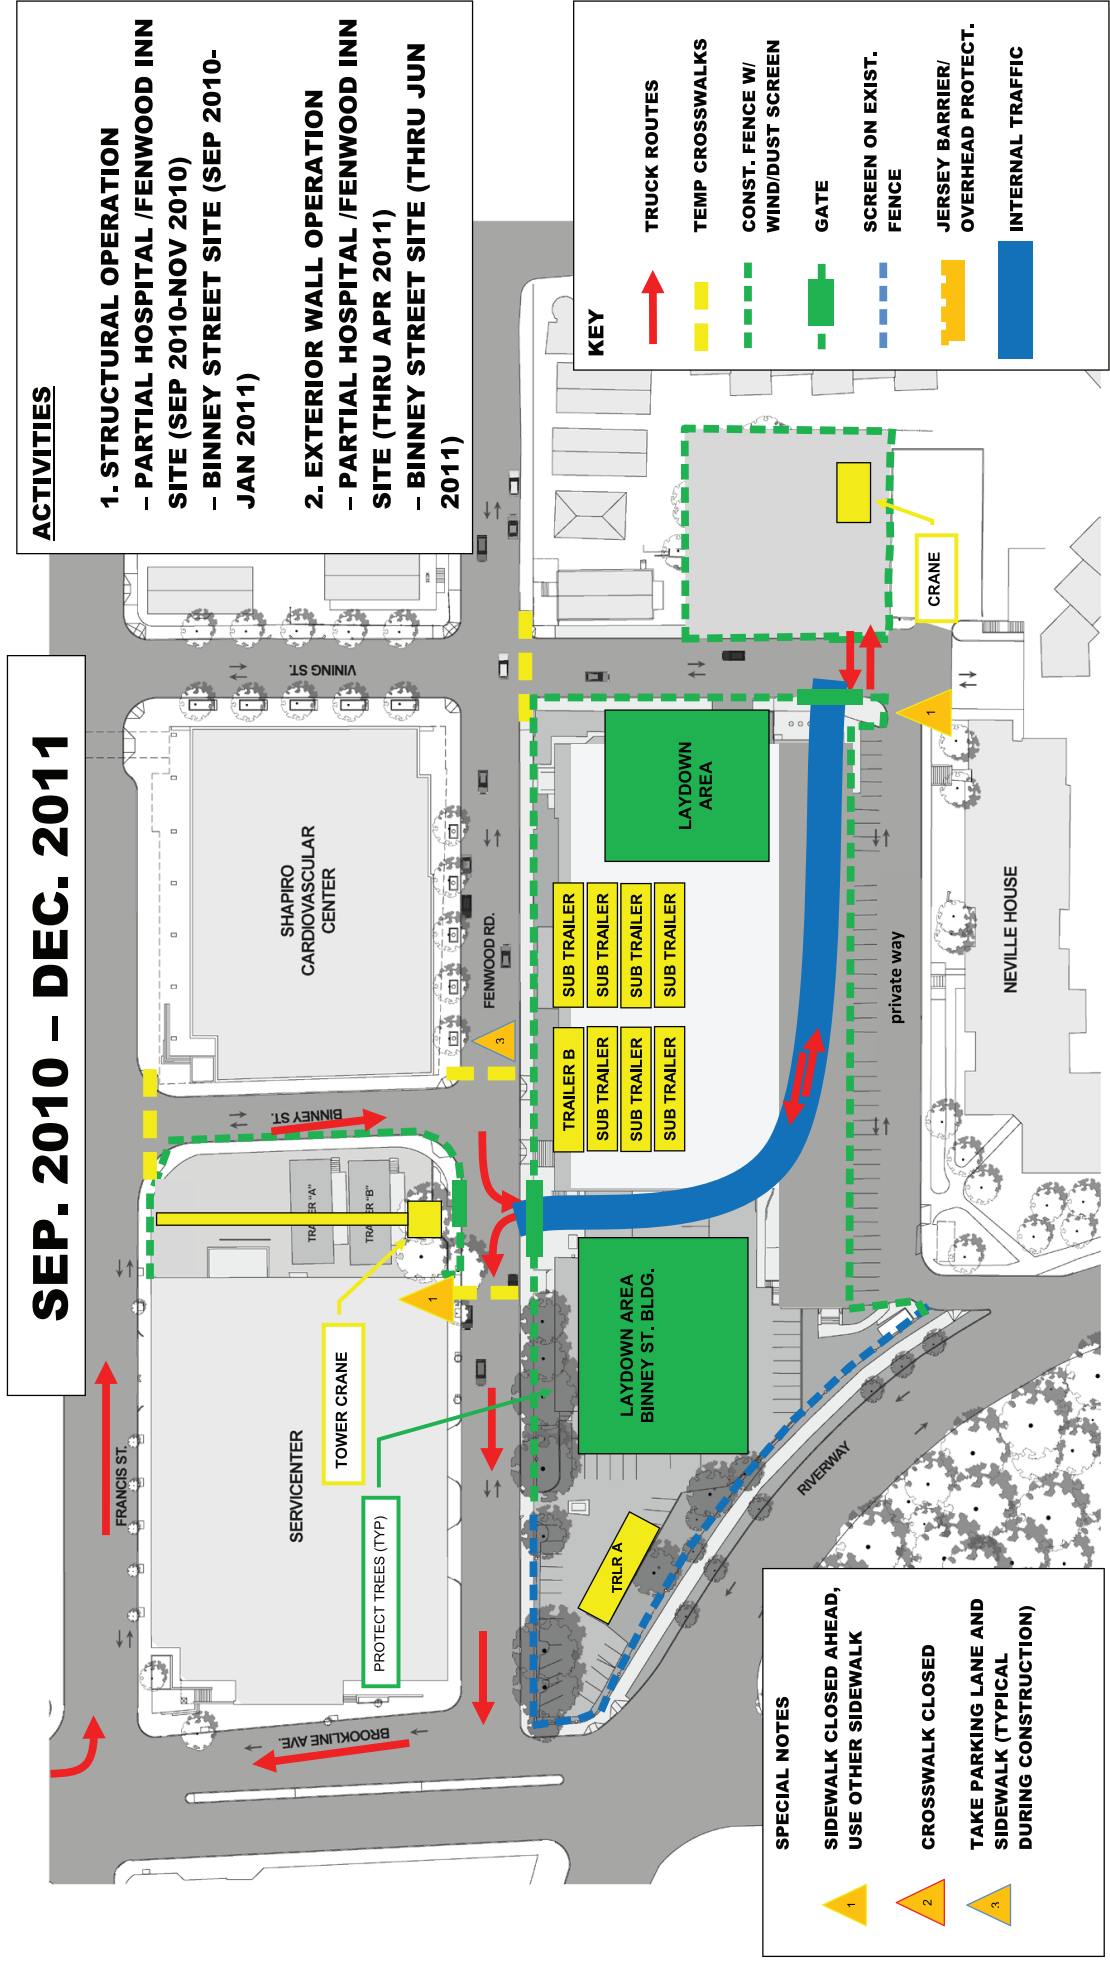 SEP. 2010 – DEC. 2011
ACTIVITIES
1. STRUCTURAL OPERATION
– PARTIAL HOSPITAL /FENWOOD INN
SITE (SEP 2010-NOV 2010)
– BINNEY STREET SITE (SEP 2010-
JAN 2011)
2. EXTERIOR WALL OPERATION
– PARTIAL HOSPITAL /FENWOOD INN
SITE (THRU APR 2011)
– BINNEY STREET SITE (THRU JUN
2011)
FRANCIS ST.
VINING ST.
BINNEY ST.
BROOKLINE AVE.
FENWOOD RD.
RIVERWAY
private way
SHAPIRO
CARDIOVASCULAR
CENTER
SERVICENTER
NEVILLE HOUSE
"A"
"B"
TOWER CRANE
PROTECT TREES (TYP)
CRANE
1
3
1
TRLR A
LAYDOWN AREA
BINNEY ST. BLDG.
TRAILER B
SUB TRAILER
SUB TRAILER
SUB TRAILER
SUB TRAILER
SUB TRAILER
SUB TRAILER
SUB TRAILER
LAYDOWN
AREA
SPECIAL NOTES
1
SIDEWALK CLOSED AHEAD,
USE OTHER SIDEWALK
2
CROSSWALK CLOSED
3
TAKE PARKING LANE AND
SIDEWALK (TYPICAL
DURING CONSTRUCTION)
KEY
TRUCK ROUTES
TEMP CROSSWALKS
CONST. FENCE W/
WIND/DUST SCREEN
GATE
SCREEN ON EXIST.
FENCE
JERSEY BARRIER/
OVERHEAD PROTECT.
INTERNAL TRAFFIC